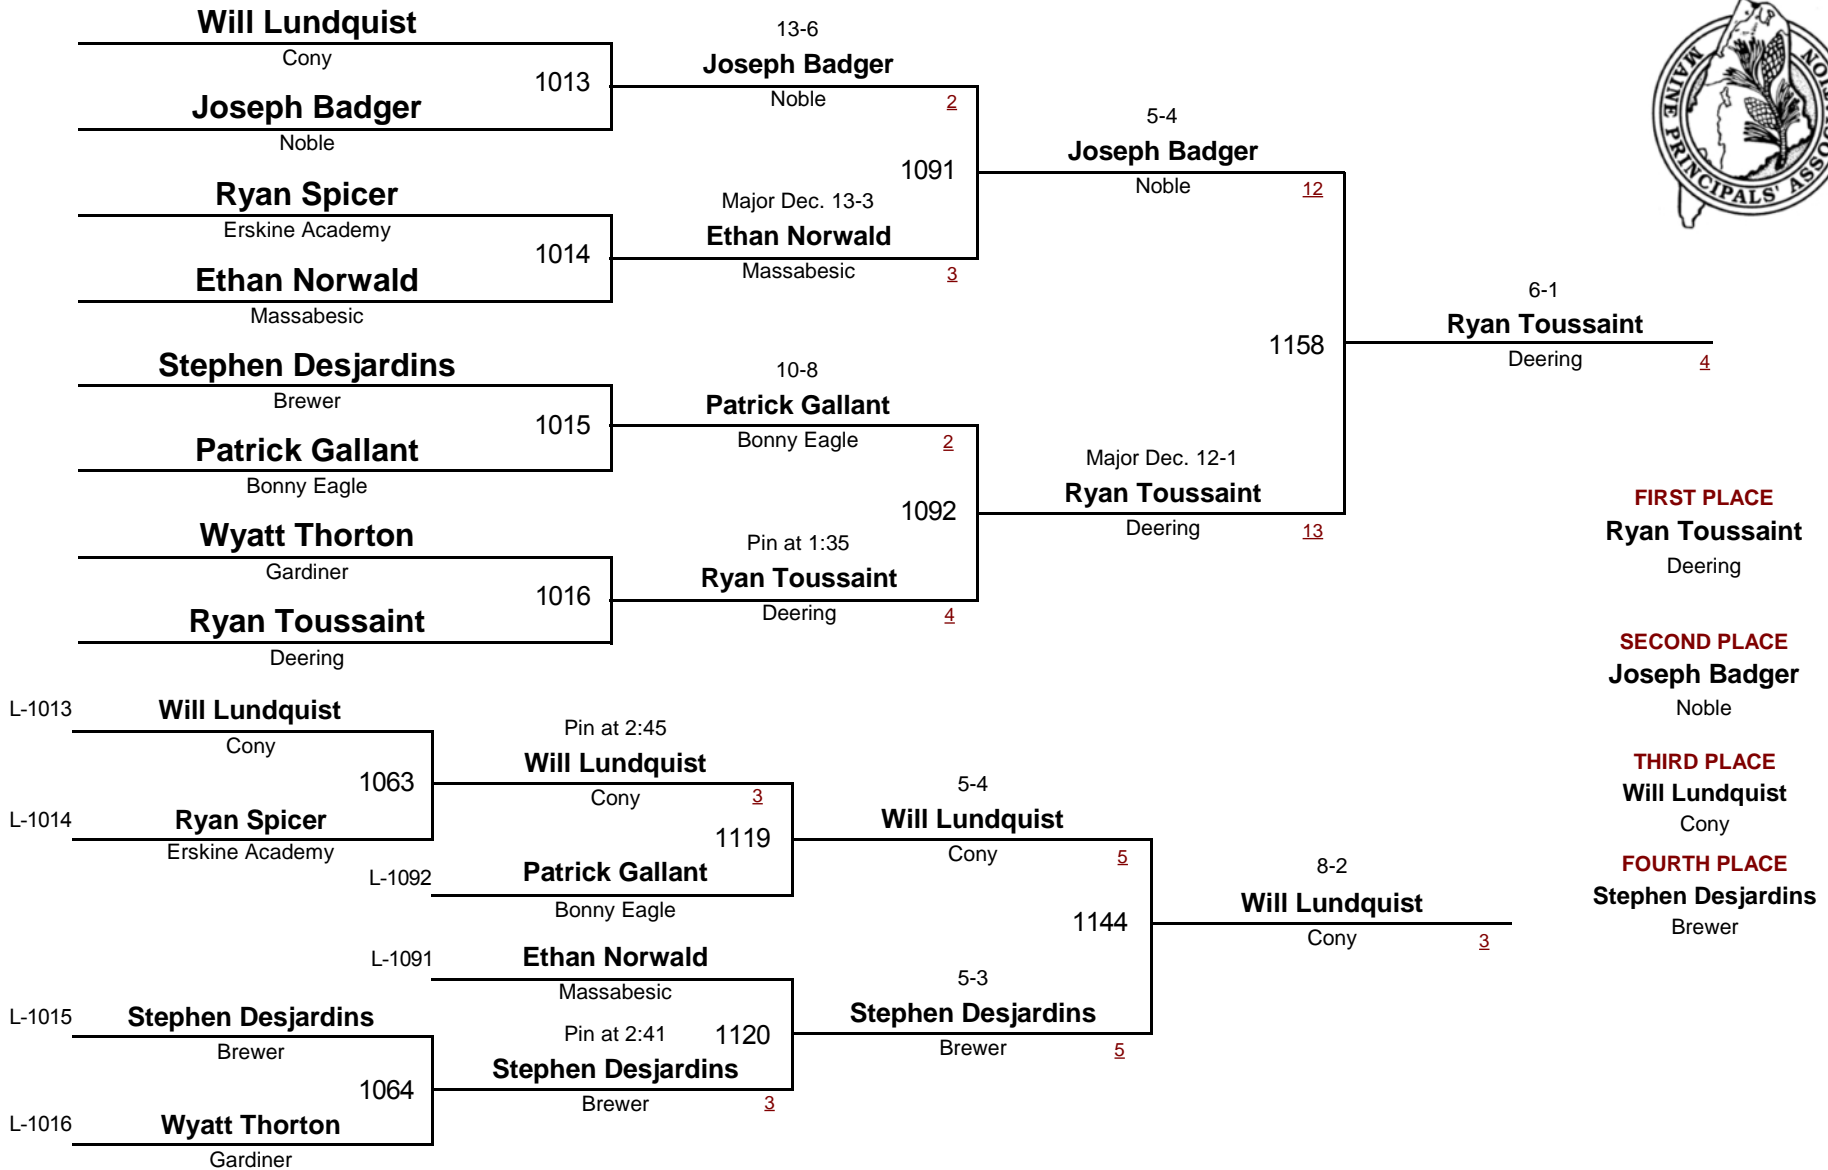 Will Lundquist
Cony
1013
Joseph Badger
Noble
Ryan Spicer
Erskine Academy
1014
Ethan Norwald
Massabesic
Stephen Desjardins
Brewer
1015
Patrick Gallant
Bonny Eagle
Wyatt Thorton
Gardiner
1016
Ryan Toussaint
Deering
13-6
Joseph Badger
Noble
2
1091
Major Dec. 13-3
Ethan Norwald
Massabesic
3
10-8
Patrick Gallant
Bonny Eagle
2
1092
Pin at 1:35
Ryan Toussaint
Deering
4
5-4
Joseph Badger
Noble
12
1158
Major Dec. 12-1
Ryan Toussaint
Deering
13
6-1
Ryan Toussaint
Deering
4
MAINE PRINCIPALS' ASSO
FIRST PLACE
Ryan Toussaint
Deering
SECOND PLACE
Joseph Badger
Noble
THIRD PLACE
Will Lundquist
Cony
FOURTH PLACE
Stephen Desjardins
Brewer
L-1013
Will Lundquist
Cony
1063
L-1014
Ryan Spicer
Erskine Academy
Pin at 2:45
Will Lundquist
Cony
3
1119
L-1092
Patrick Gallant
Bonny Eagle
L-1091
Ethan Norwald
Massabesic
1120
L-1015
Stephen Desjardins
Brewer
1064
L-1016
Wyatt Thorton
Gardiner
Pin at 2:41
Stephen Desjardins
Brewer
3
5-4
Will Lundquist
Cony
5
1144
5-3
Stephen Desjardins
Brewer
5
8-2
Will Lundquist
Cony
3